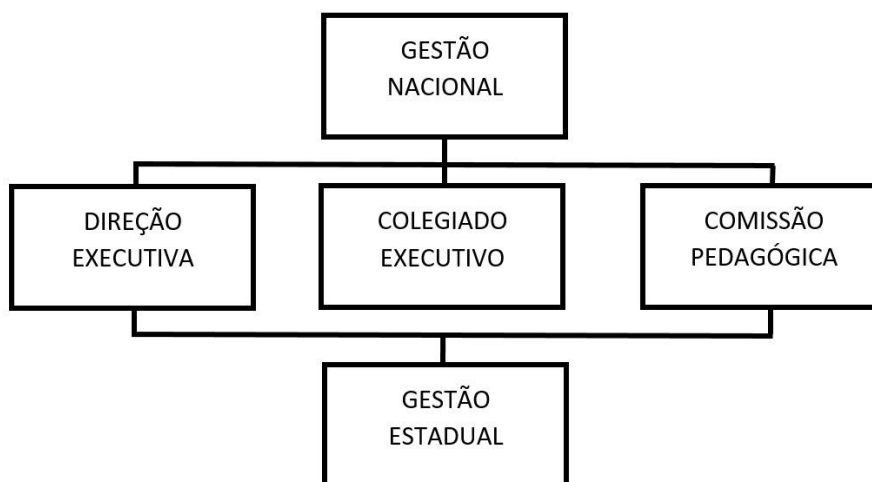 GESTÃO
NACIONAL
DIREÇÃO
EXECUTIVA
COLEGIADO
EXECUTIVO
COMISSÃO
PEDAGÓGICA
GESTÃO
ESTADUAL